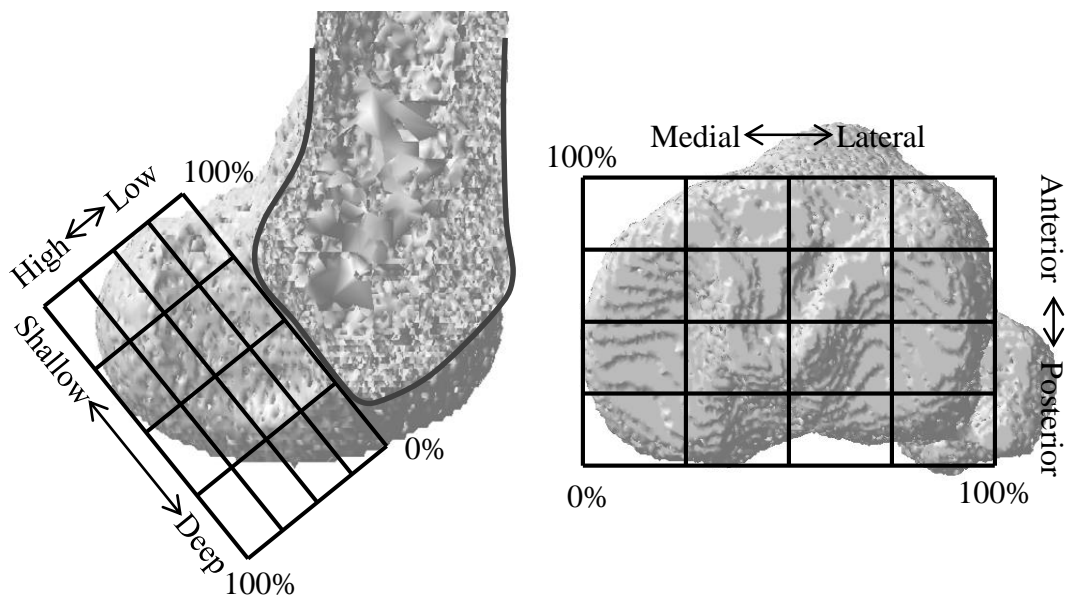 100%
High
Low
Shallow
Deep
0%
100%
Medial
Lateral
100%
Anterior
Posterior
0%
100%